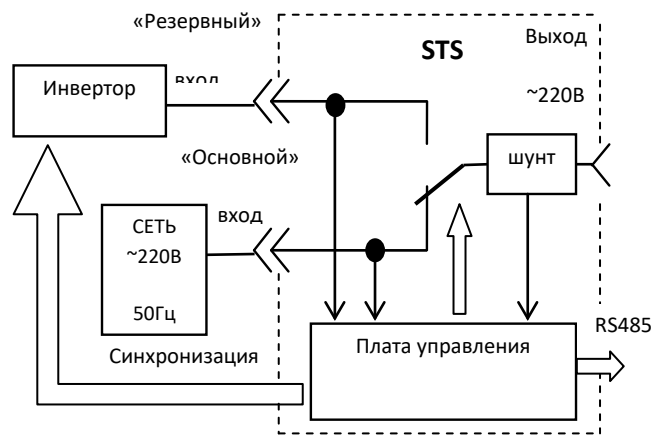 «Резервный»
Выход
STS
Инвертор
вход
~220В
«Основной»
шунт
СЕТЬ
вход
~220В
50Гц
RS485
Синхронизация
Плата управления